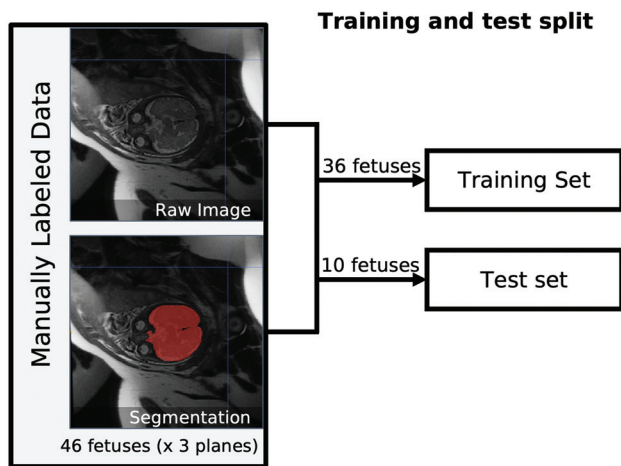 Training and test split
Manually Labeled Data
Raw Image
Segmentation
46 fetuses (x 3 planes)
36 fetuses
Training Set
10 fetuses
Test set